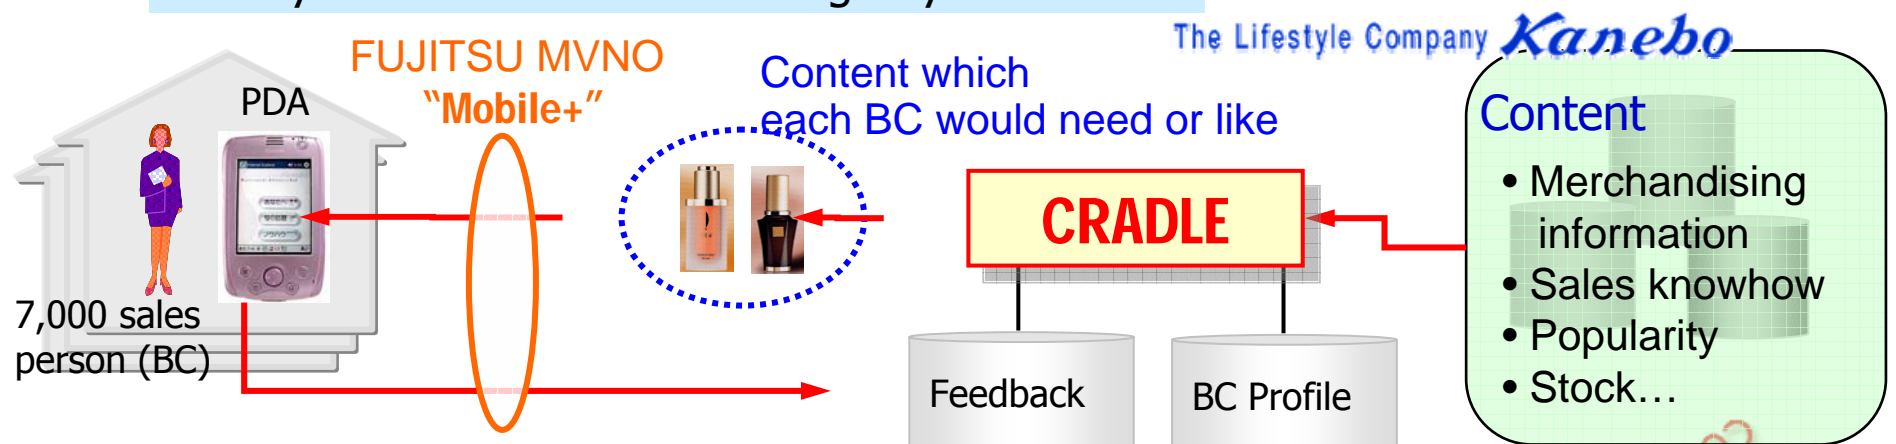 The Lifestyle Company Kanebo
FUJITSU MVNO
“Mobile+”
PDA
Content which
each BC would need or like
Content
• Merchandising
information
• Sales knowhow
• Popularity
• Stock…
CRADLE
7,000 sales
person (BC)
Feedback
BC Profile